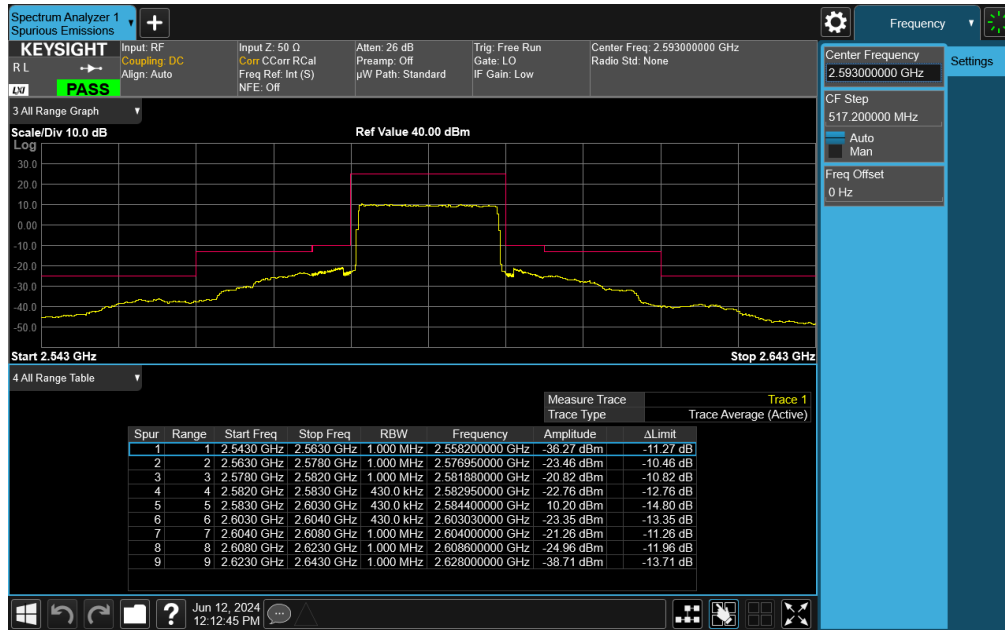 Spectrum Analyzer 1
Spurious Emissions
+
Frequency
KEYSIGHT
R L
LXI
PASS
Input: RF
Coupling: DC
Align: Auto
Input Z: 50 Ω
Corr CCorr RCal
Freq Ref: Int (S)
NFE: Off
Atten: 26 dB
Preamp: Off
µW Path: Standard
Trig: Free Run
Gate: LO
IF Gain: Low
Center Freq: 2.593000000 GHz
Radio Std: None
Center Frequency
2.593000000 GHz
Settings
CF Step
517.200000 MHz
Auto
Man
Freq Offset
0 Hz
3 All Range Graph
Scale/Div 10.0 dB
Ref Value 40.00 dBm
Log
30.0
20.0
10.0
0.00
-10.0
-20.0
-30.0
-40.0
-50.0
Start 2.543 GHz
Stop 2.643 GHz
4 All Range Table
Measure Trace Trace 1
Trace Type Trace Average (Active)
Spur Range Start Freq Stop Freq RBW Frequency Amplitude ΔLimit
1 1 2.5430 GHz 2.5630 GHz 1.000 MHz 2.558200000 GHz -36.27 dBm -11.27 dB
2 2 2.5630 GHz 2.5780 GHz 1.000 MHz 2.576950000 GHz -23.46 dBm -10.46 dB
3 3 2.5780 GHz 2.5820 GHz 1.000 MHz 2.581880000 GHz -20.82 dBm -10.82 dB
4 4 2.5820 GHz 2.5830 GHz 430.0 kHz 2.582950000 GHz -22.76 dBm -12.76 dB
5 5 2.5830 GHz 2.6030 GHz 430.0 kHz 2.584400000 GHz 10.20 dBm -14.80 dB
6 6 2.6030 GHz 2.6040 GHz 430.0 kHz 2.603030000 GHz -23.35 dBm -13.35 dB
7 7 2.6040 GHz 2.6080 GHz 1.000 MHz 2.604000000 GHz -21.26 dBm -11.26 dB
8 8 2.6080 GHz 2.6230 GHz 1.000 MHz 2.608600000 GHz -24.96 dBm -11.96 dB
9 9 2.6230 GHz 2.6430 GHz 1.000 MHz 2.628000000 GHz -38.71 dBm -13.71 dB
?
Jun 12, 2024
12:12:45 PM